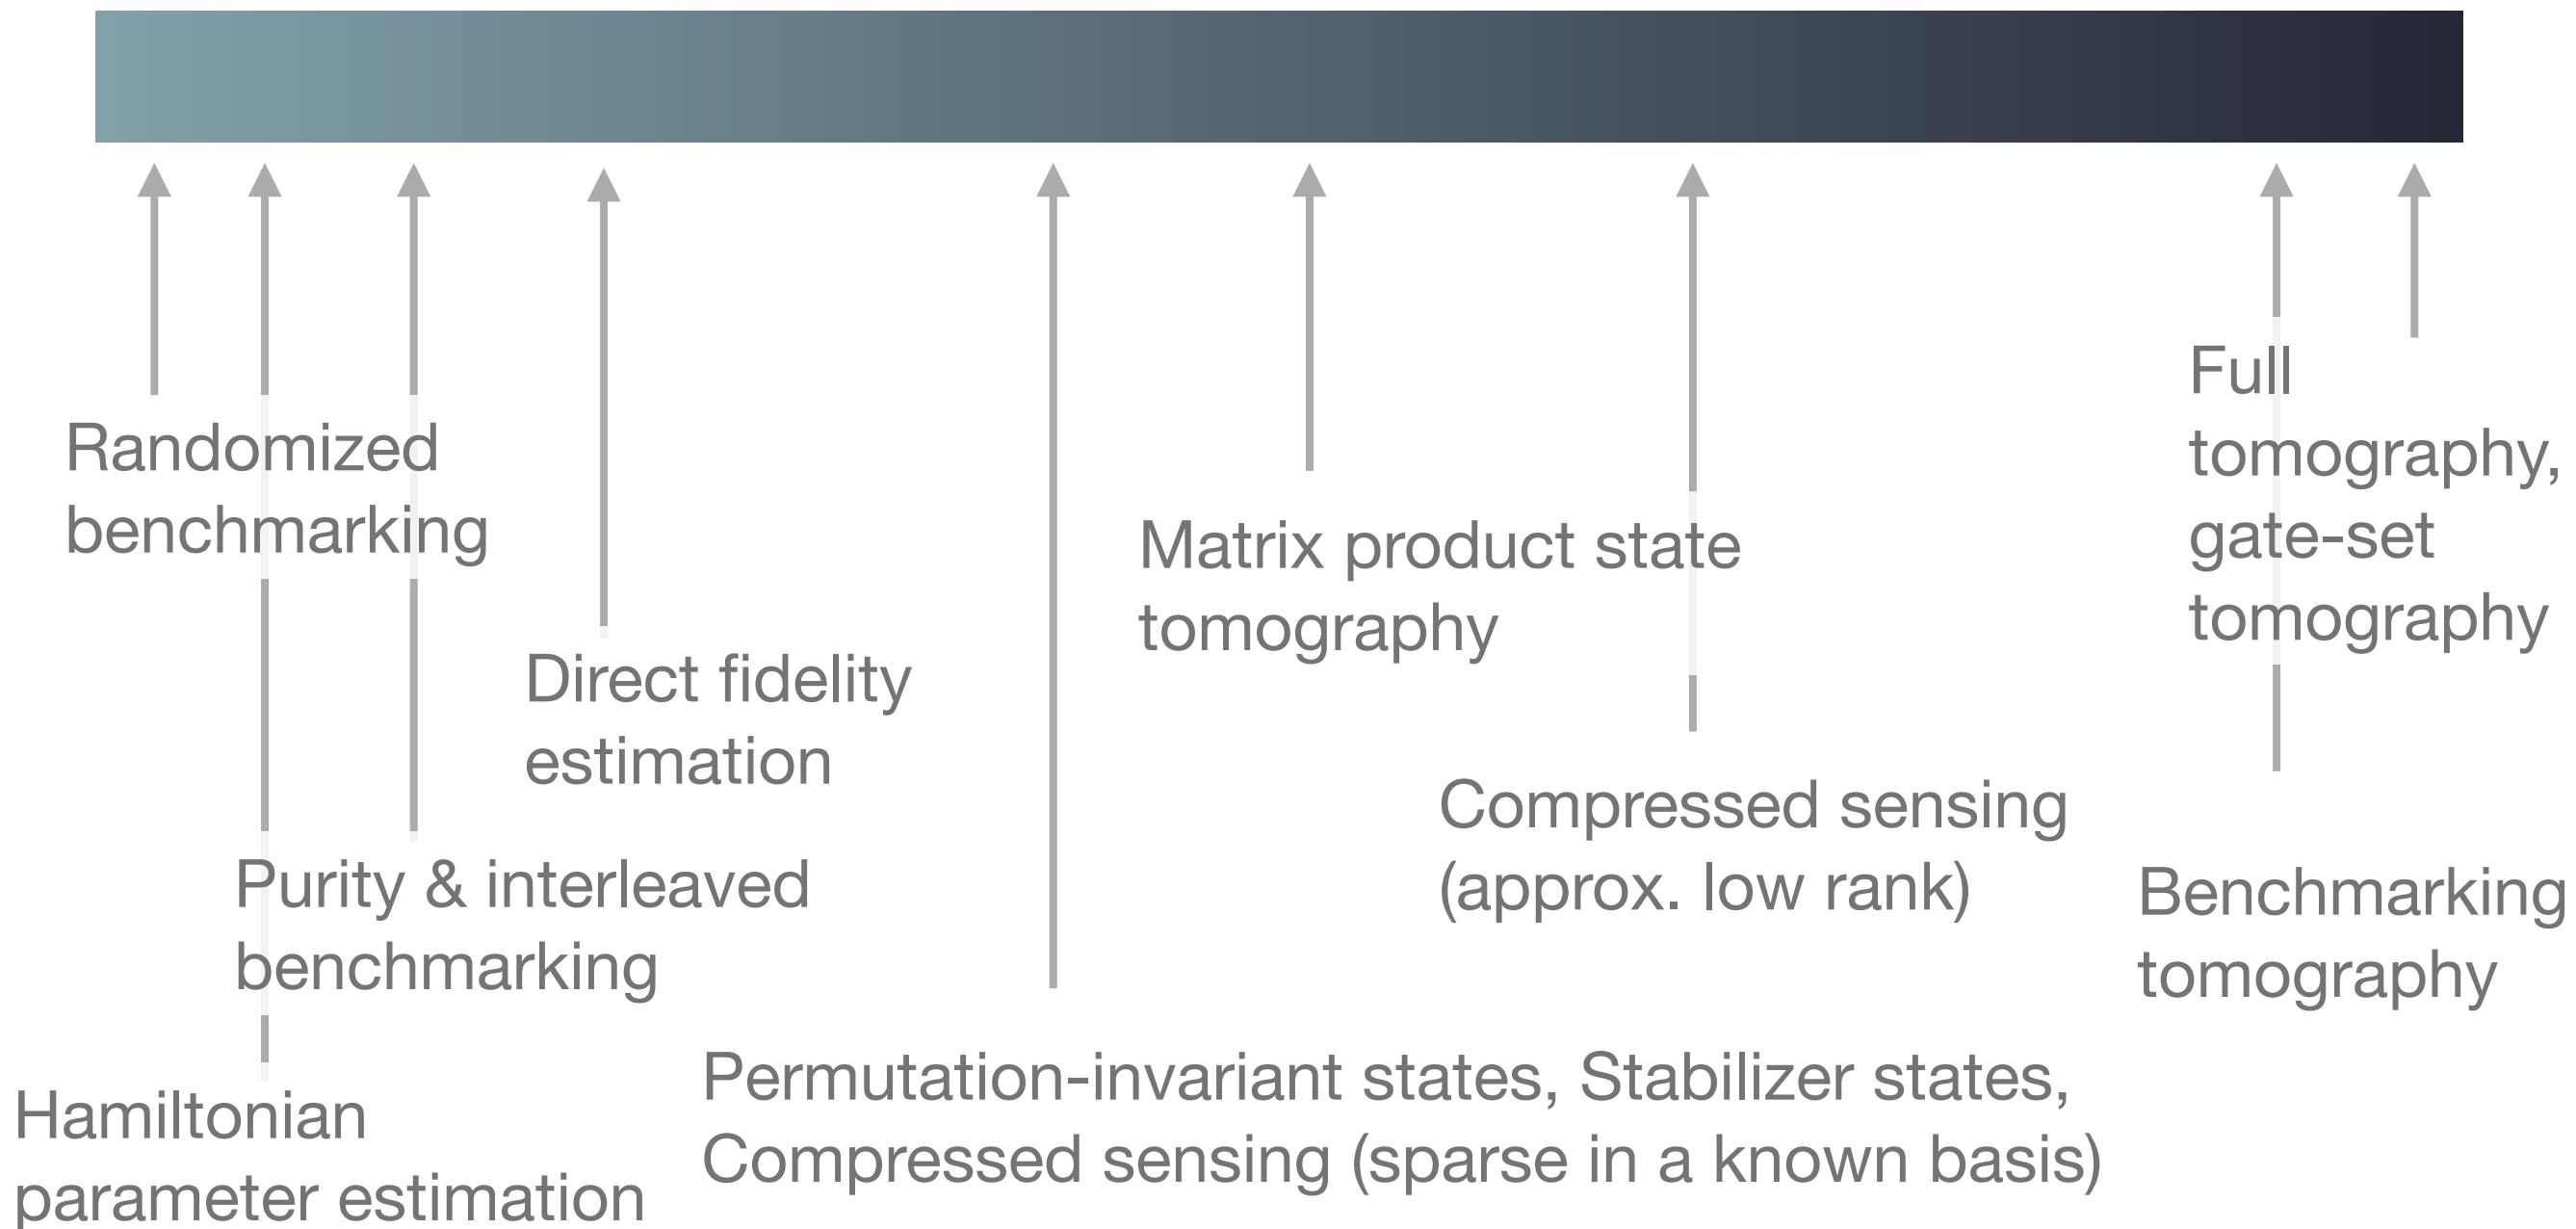 Randomized
benchmarking
Full
tomography,
gate-set
tomography
Matrix product state
tomography
Direct fidelity
estimation
Compressed sensing
(approx. low rank)
Purity & interleaved
benchmarking
Benchmarking
tomography
Permutation-invariant states, Stabilizer states,
Compressed sensing (sparse in a known basis)
Hamiltonian
parameter estimation